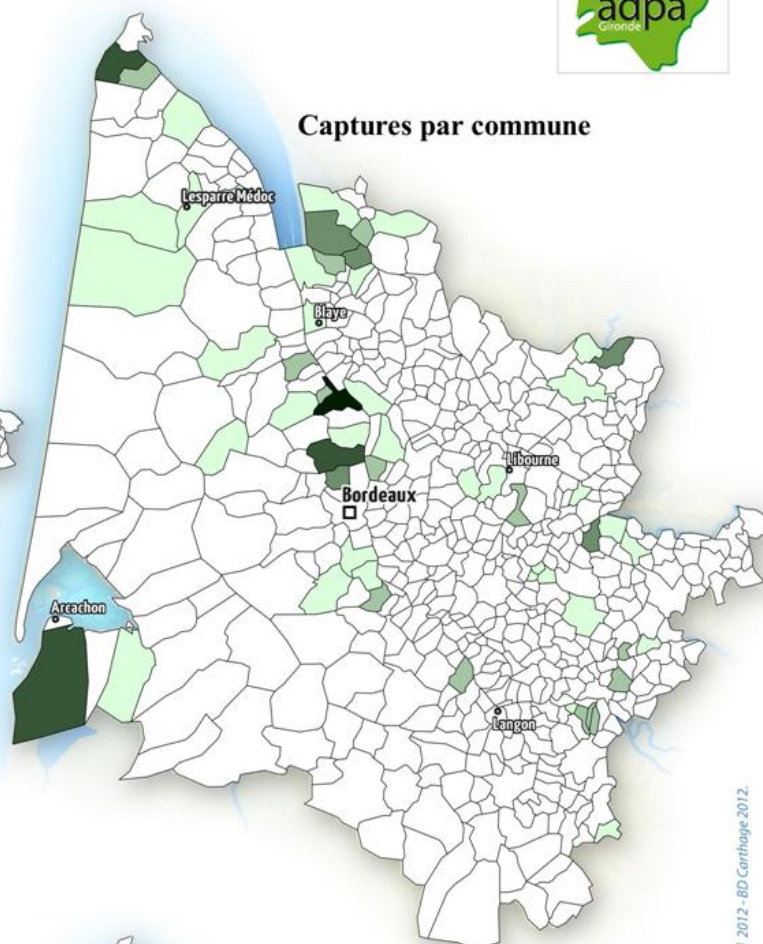 adpa
Gironde
Captures par commune
Lesparre Médoc
Blaye
Libourne
Bordeaux
Arcachon
Langon
2012 - BD Carthage 2012.